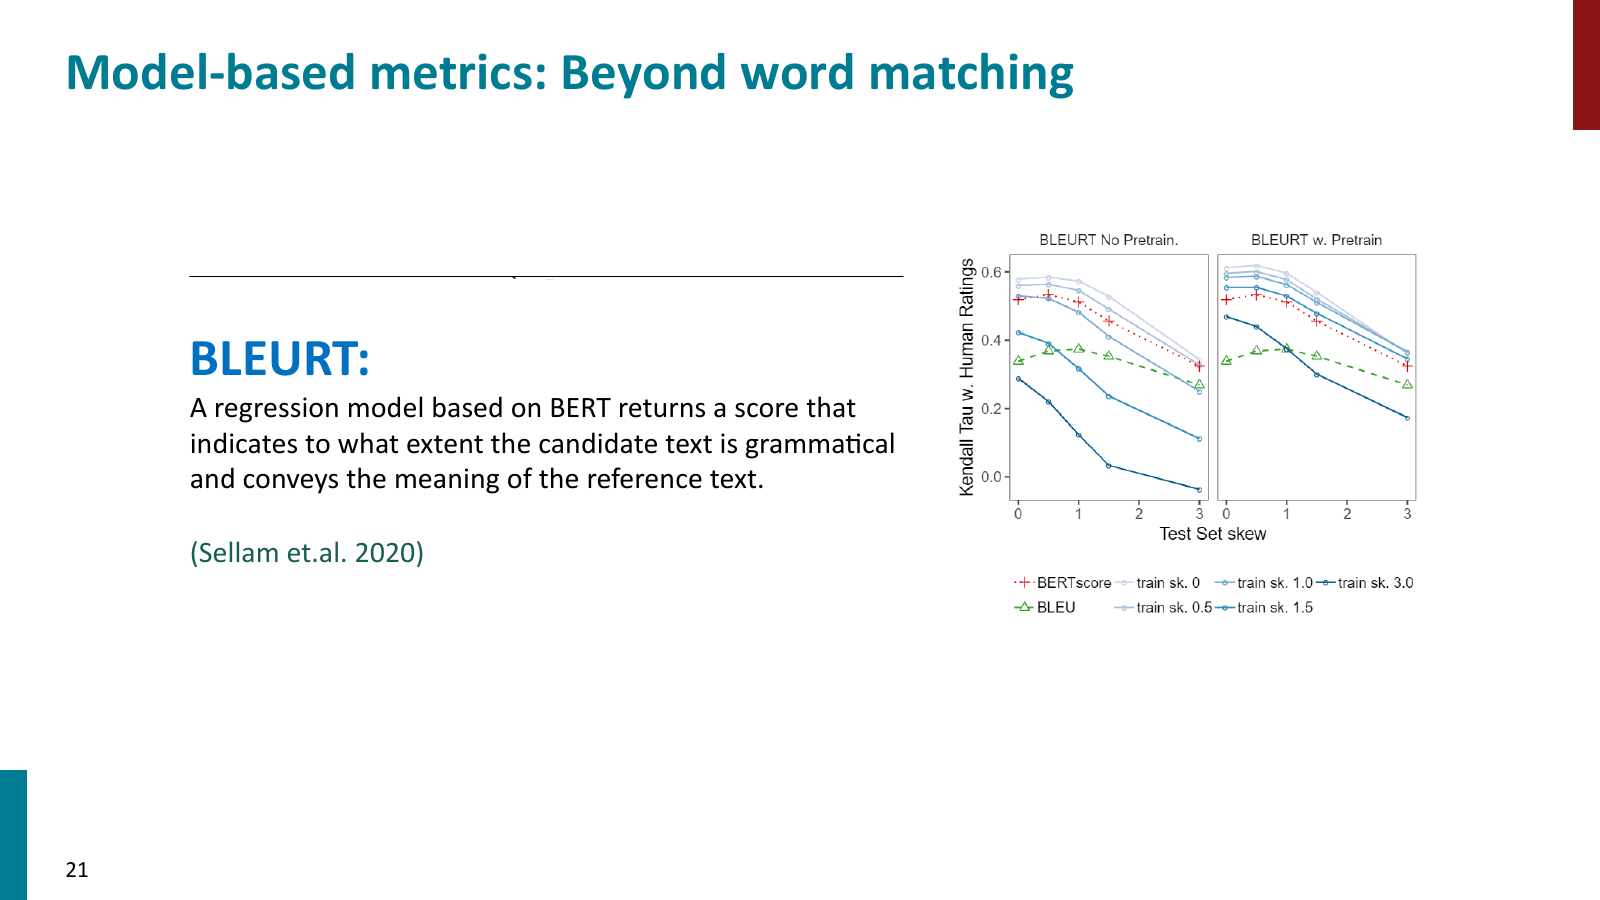 Model-based metrics: Beyond word matching
BLEURT:
A regression model based on BERT returns a score that
indicates to what extent the candidate text is grammatical
and conveys the meaning of the reference text.
(Sellam et.al. 2020)
BLEURT No Pretrain.
BLEURT w. Pretrain
Kendall Tau w. Human Ratings
0.6
0.4
0.2
0.0
0 1 2 3 0 1 2 3
Test Set skew
BERTscore train sk. 0 train sk. 1.0 train sk. 3.0
BLEU train sk. 0.5 train sk. 1.5
21